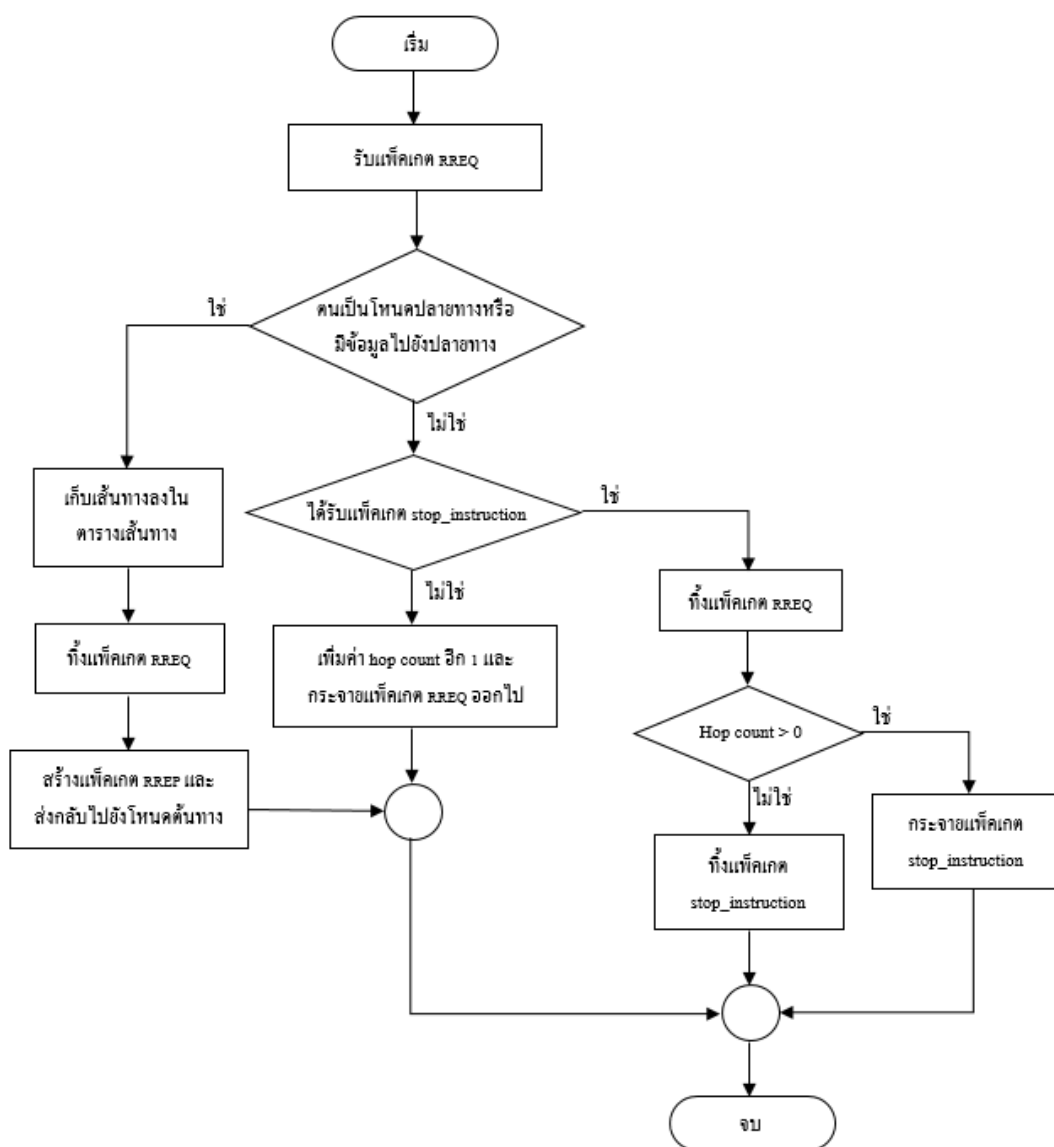 เริ่ม
รับแพ็คเกต RREQ
ตนเป็นโหนดปลายทางหรือ
มีข้อมูลไปยังปลายทาง
ใช่
ไม่ใช่
เก็บเส้นทางลงใน
ตารางเส้นทาง
ได้รับแพ็คเกต stop_instruction
ใช่
ไม่ใช่
ทิ้งแพ็คเกต RREQ
ทิ้งแพ็คเกต RREQ
เพิ่มค่า hop count อีก 1 และ
กระจายแพ็คเกต RREQ ออกไป
Hop count > 0
ใช่
ไม่ใช่
สร้างแพ็คเกต RREP และ
ส่งกลับไปยังโหนดต้นทาง
ทิ้งแพ็คเกต
stop_instruction
กระจายแพ็คเกต
stop_instruction
จบ